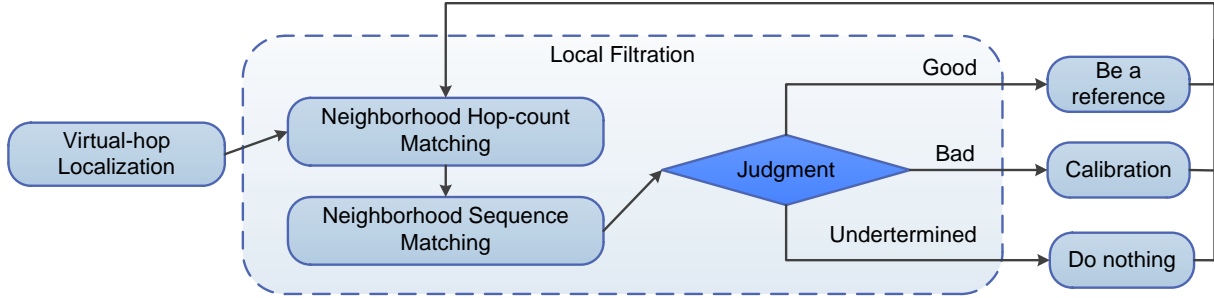 Local Filtration
Virtual-hop
Localization
Neighborhood Hop-count
Matching
Neighborhood Sequence
Matching
Judgment
Good
Bad
Undertermined
Be a
reference
Calibration
Do nothing